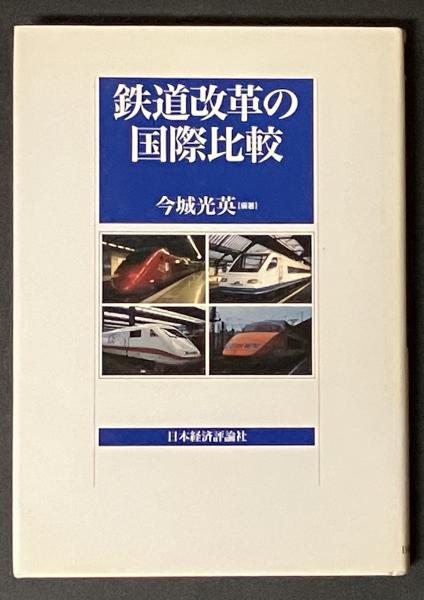 鉄道改革の
国際比較
今城光英[編著]
日本経済評論社